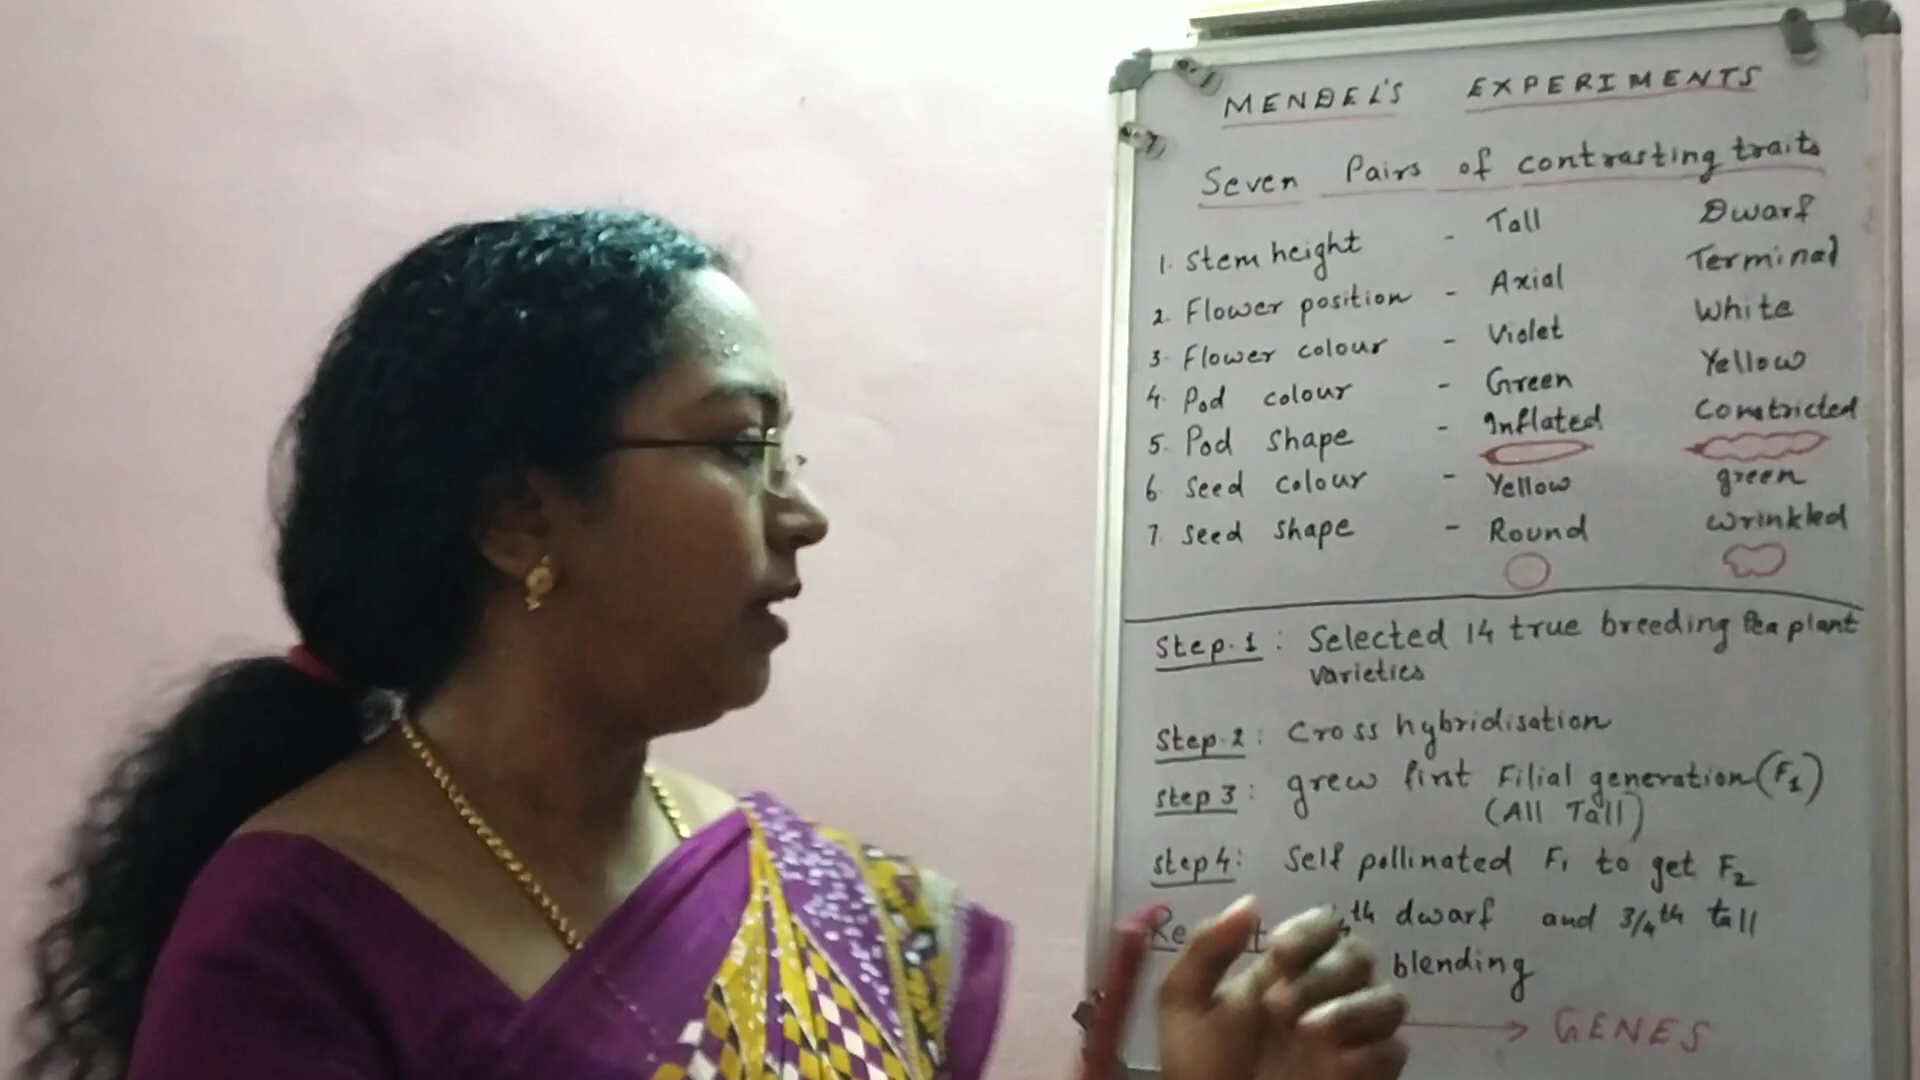 MENDEL'S EXPERIMENTS
Seven Pairs of contrasting traits
1. Stem height - Tall Dwarf
2. Flower position - Axial Terminal
3. Flower colour - Violet White
4. Pod colour - Green Yellow
5. Pod shape - Inflated Constricted
6. Seed colour - Yellow green
7. Seed shape - Round wrinkled
Step.1 : Selected 14 true breeding Pea plant
varieties
Step.2 : Cross hybridisation
Step 3 : grew first Filial generation (F1)
(All Tall)
Step 4 : Self pollinated F1 to get F2
dwarf and 3/4th tall
blending
GENES